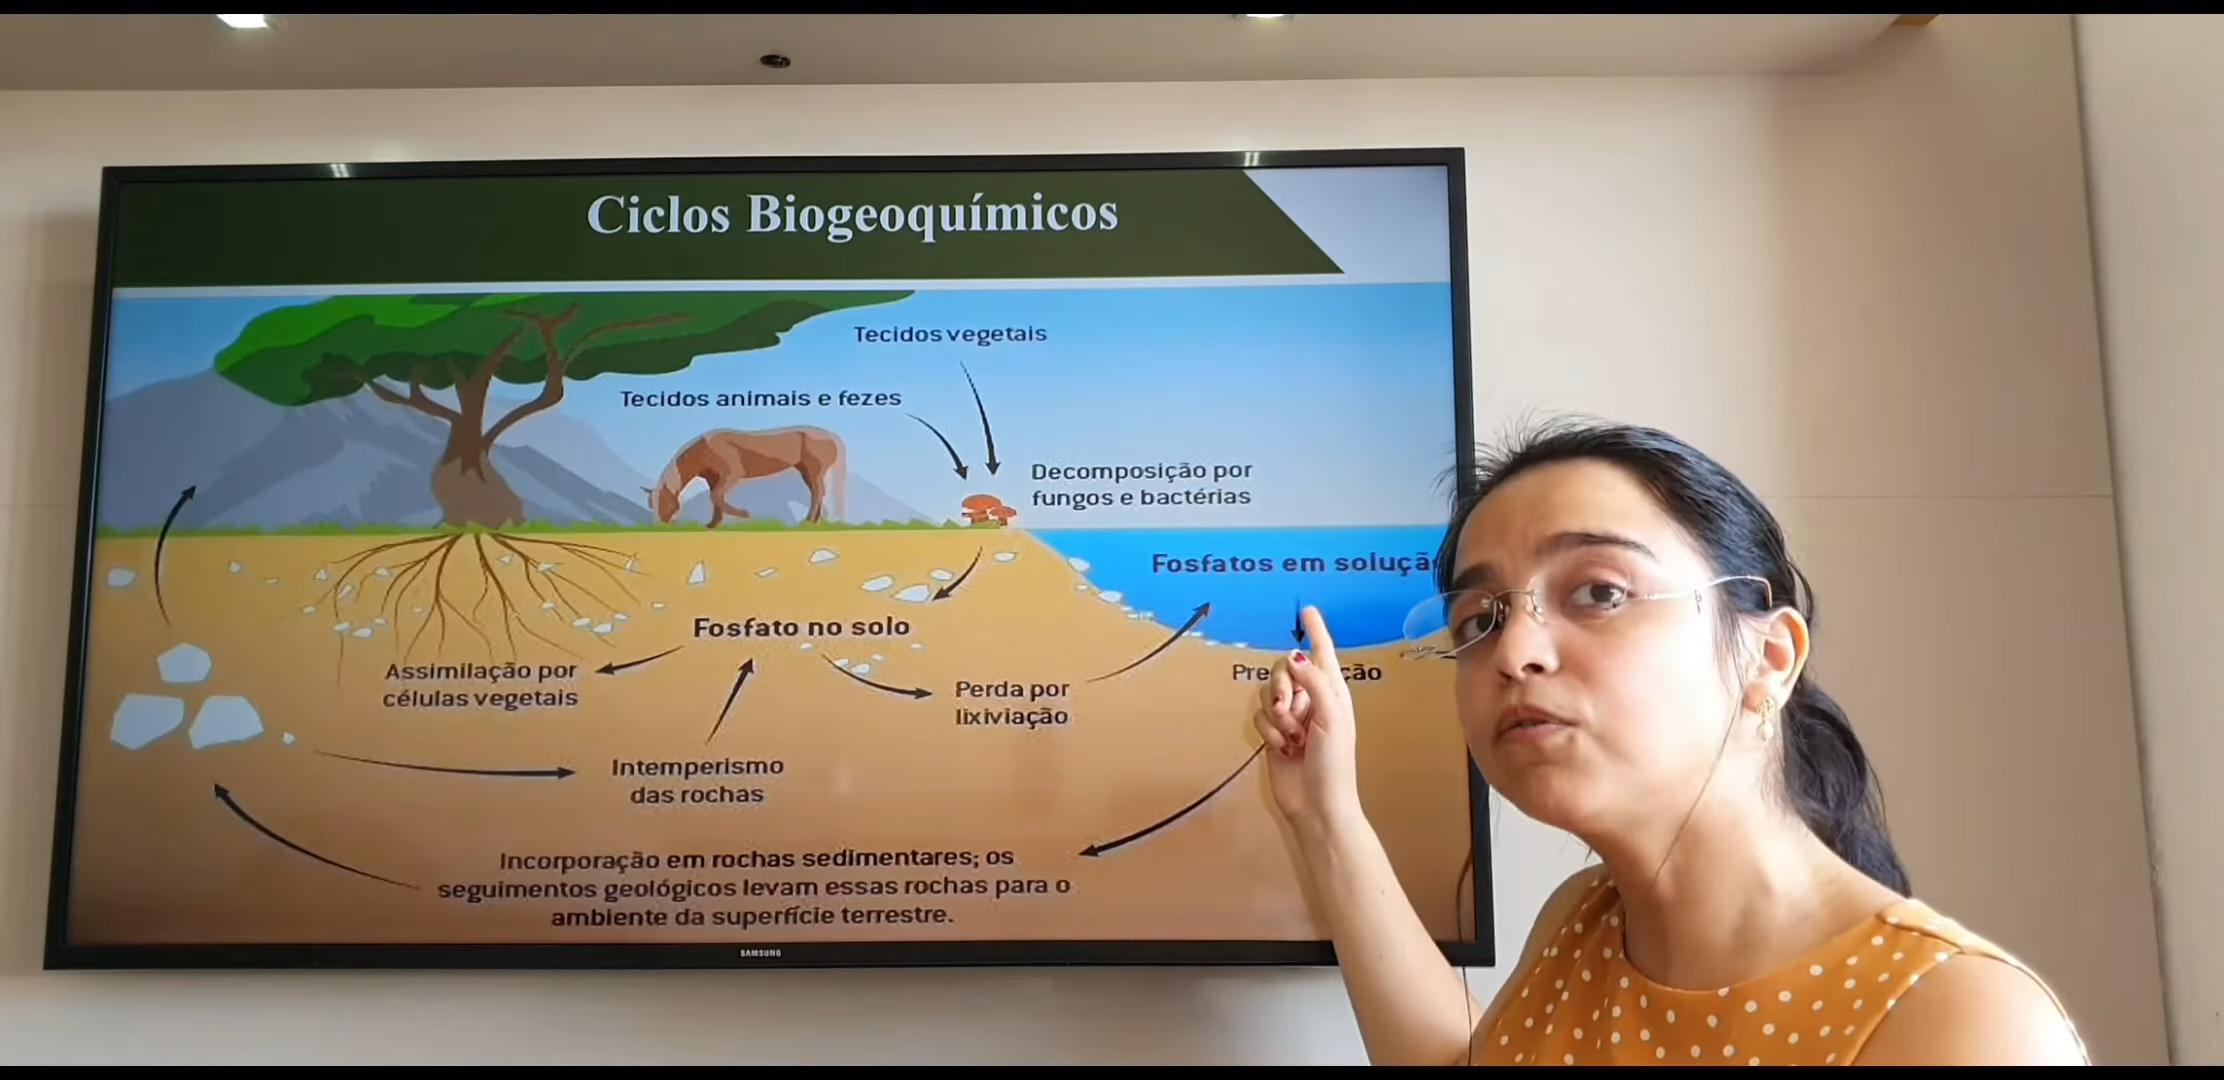 Ciclos Biogeoquímicos
Tecidos vegetais
Tecidos animais e fezes
Decomposição por
fungos e bactérias
Fosfatos em
Fosfato no solo
Assimilação por
células vegetais
Perda por
lixiviação
Intemperismo
das rochas
Incorporação em rochas sedimentares; os
seguimentos geológicos levam essas rochas para o
ambiente da superfície terrestre.
SAMSUNG